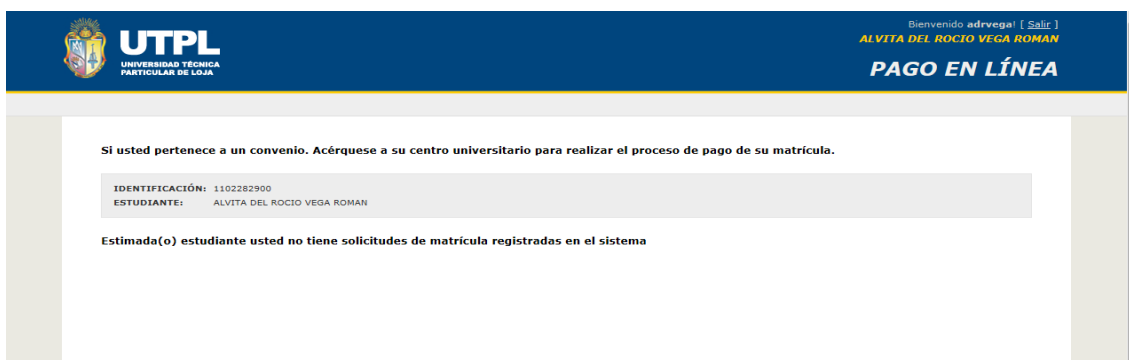 Bienvenido adrvega! [ Salir ]
ALVITA DEL ROCIO VEGA ROMAN
PAGO EN LÍNEA
UTPL
UNIVERSIDAD TÉCNICA
PARTICULAR DE LOJA
Si usted pertenece a un convenio. Acérquese a su centro universitario para realizar el proceso de pago de su matrícula.
IDENTIFICACIÓN: 1102282900
ESTUDIANTE: ALVITA DEL ROCIO VEGA ROMAN
Estimada(o) estudiante usted no tiene solicitudes de matrícula registradas en el sistema